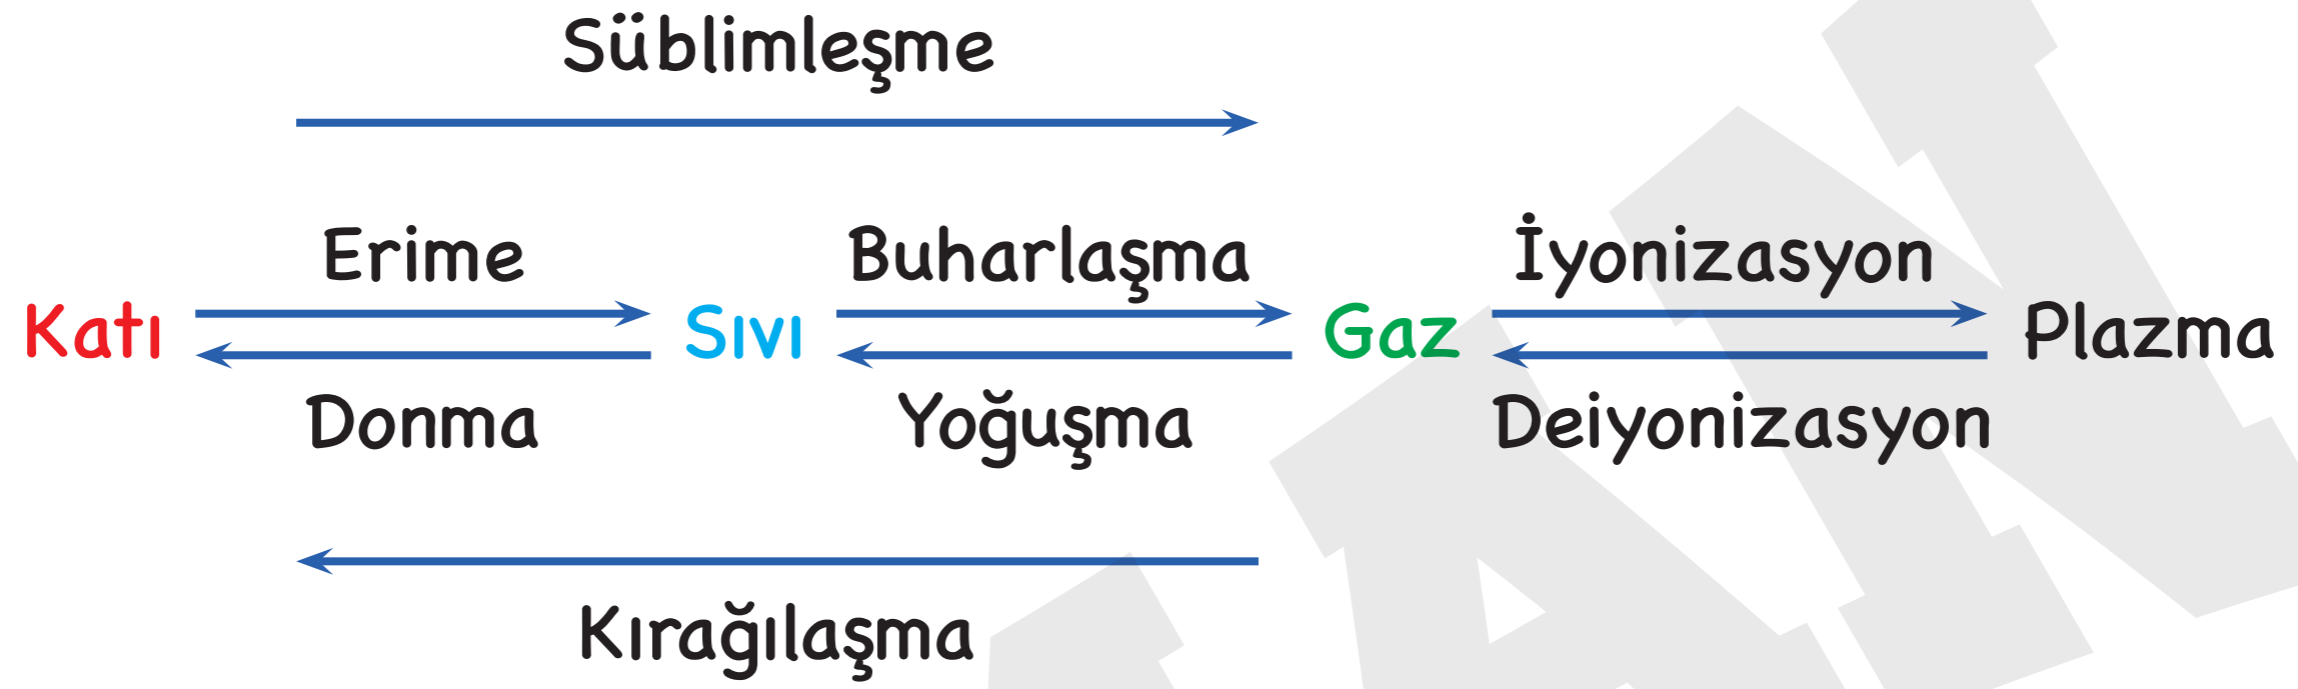 Süblimleşme
Erime Buharlaşma İyonizasyon
Katı Sıvı Gaz Plazma
Donma Yoğuşma Deiyonizasyon
Kırağılaşma